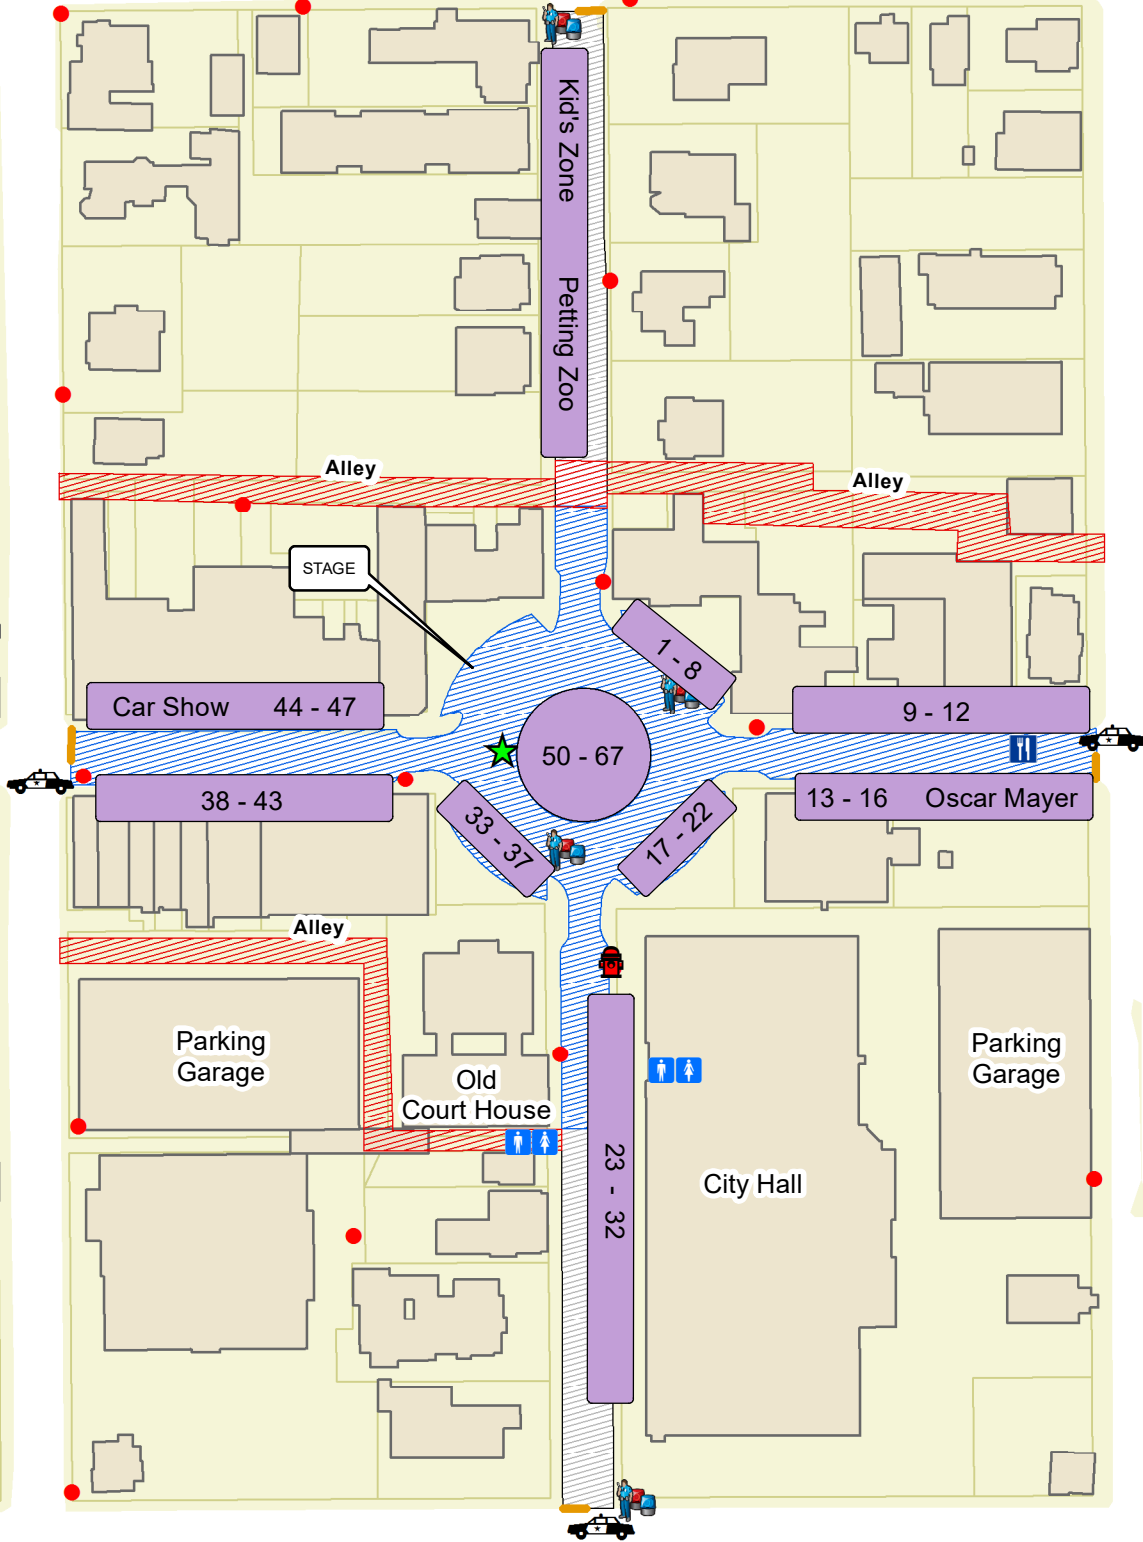 Kid's Zone
Petting Zoo
Alley
Alley
STAGE
1 - 8
Car Show 44 - 47
9 - 12
50 - 67
38 - 43
13 - 16 Oscar Mayer
33 - 37
17 - 22
Alley
Parking
Garage
Parking
Garage
Old
Court House
23 - 32
City Hall